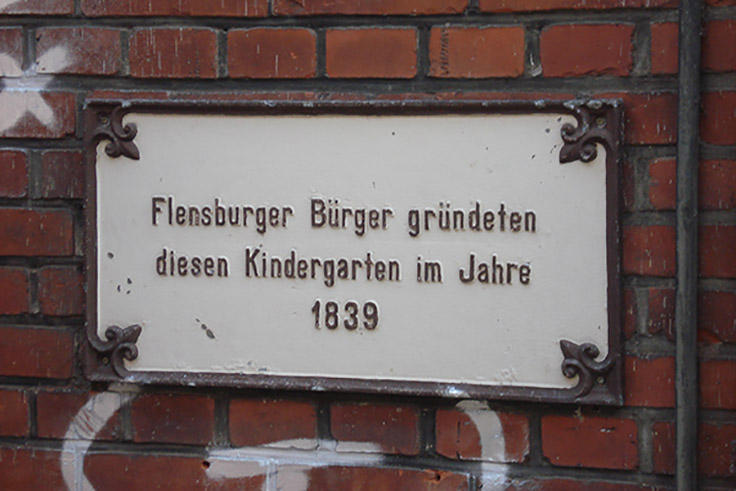 Flensburger Bürger gründeten
diesen Kindergarten im Jahre
1839